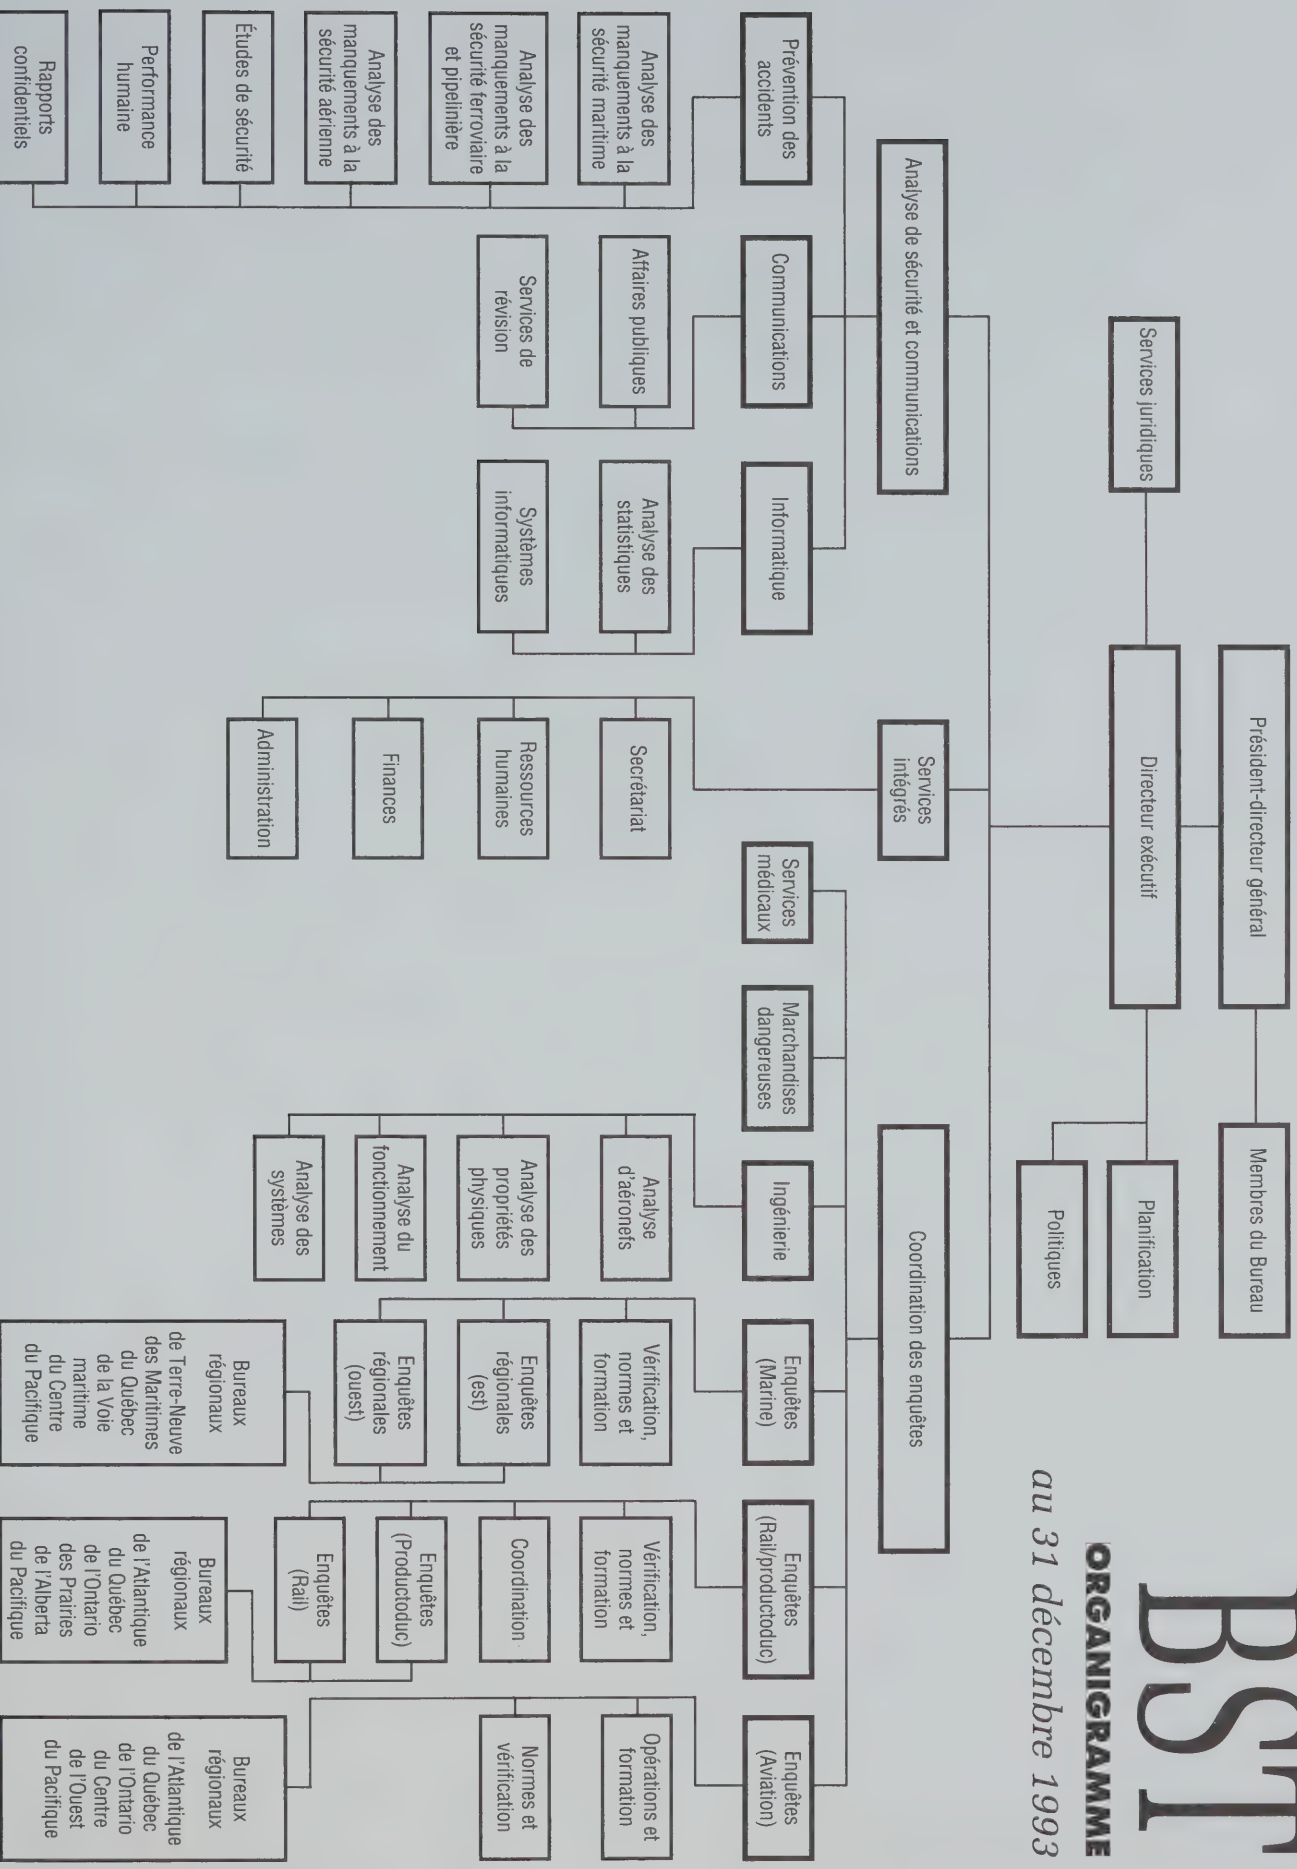 BST
ORGANIGRAMME
au 31 décembre 1993
Président-directeur général
Membres du Bureau
Services juridiques
Directeur exécutif
Planification
Politiques
Analyse de sécurité et communications
Services
intégrés
Coordination des enquêtes
Prévention des
accidents
Communications
Informatique
Services
médicaux
Marchandises
dangereuses
Ingénierie
Enquêtes
(Marine)
Enquêtes
(Rail/productoduc)
Enquêtes
(Aviation)
Analyse des
manquements à la
sécurité maritime
Analyse des
manquements à la
sécurité ferroviaire
et pipelinière
Analyse des
manquements à la
sécurité aérienne
Études de sécurité
Performance
humaine
Rapports
confidentiels
Affaires publiques
Services de
révision
Analyse des
statistiques
Systèmes
informatiques
Secrétariat
Ressources
humaines
Finances
Administration
Analyse
d'aéronefs
Analyse des
propriétés
physiques
Analyse du
fonctionnement
Analyse des
systèmes
Vérification,
normes et
formation
Enquêtes
régionales
(est)
Enquêtes
régionales
(ouest)
Bureaux
régionaux
de Terre-Neuve
des Maritimes
du Québec
de la Voie
maritime
du Centre
du Pacifique
Vérification,
normes et
formation
Coordination
Enquêtes
(Productoduc)
Enquêtes
(Rail)
Bureaux
régionaux
de l'Atlantique
du Québec
de l'Ontario
des Prairies
de l'Alberta
du Pacifique
Opérations et
formation
Normes et
vérification
Bureaux
régionaux
de l'Atlantique
du Québec
de l'Ontario
du Centre
de l'Ouest
du Pacifique